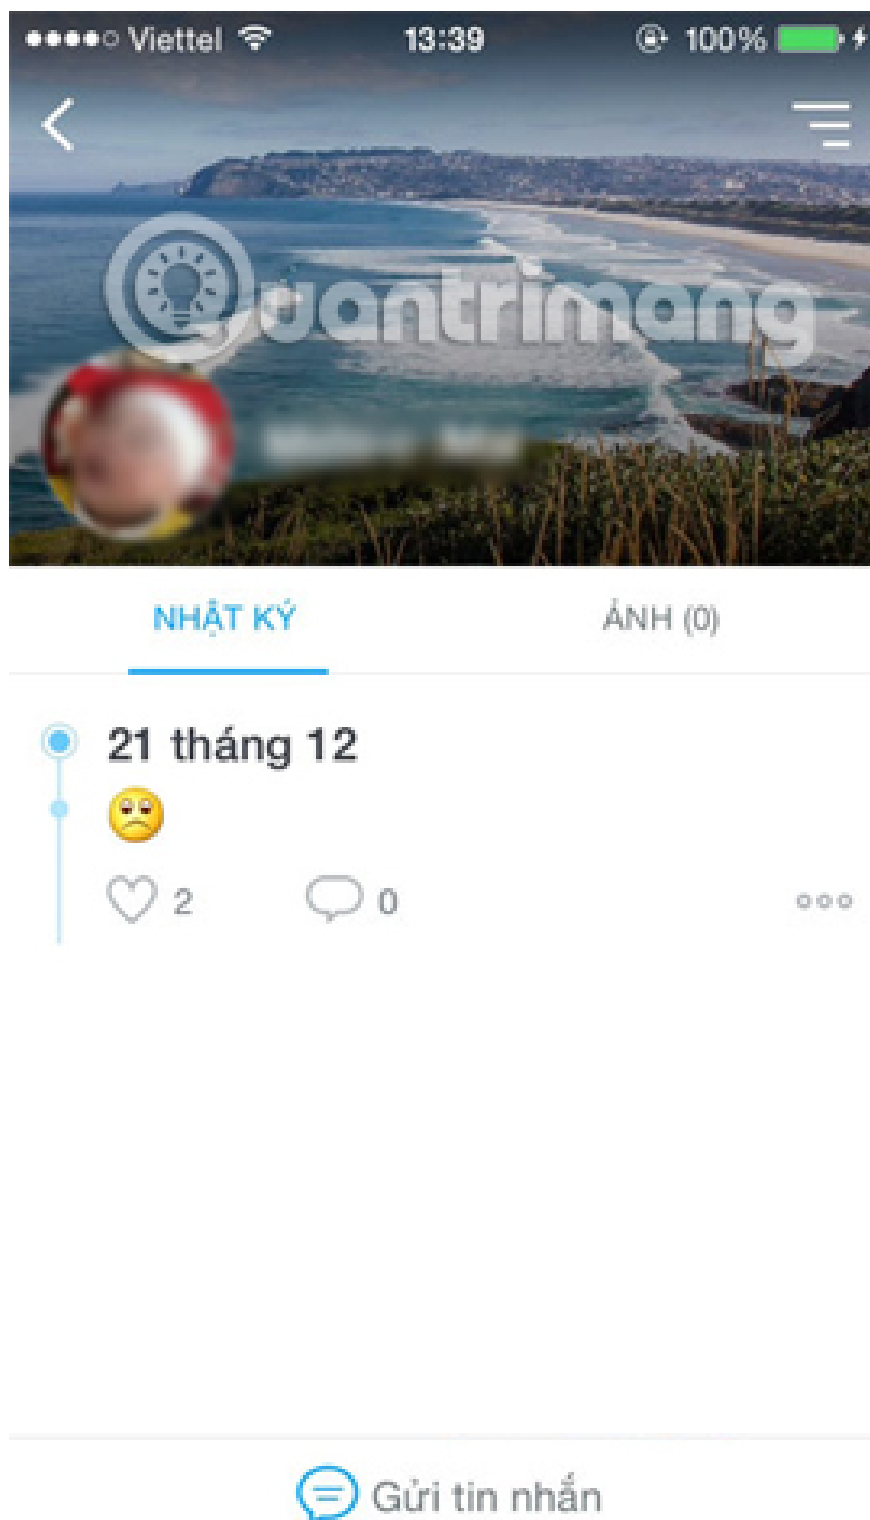 Viettel 13:39 100%
Quantrimang
NHẬT KÝ ẢNH (0)
21 tháng 12
2 0
Gửi tin nhắn